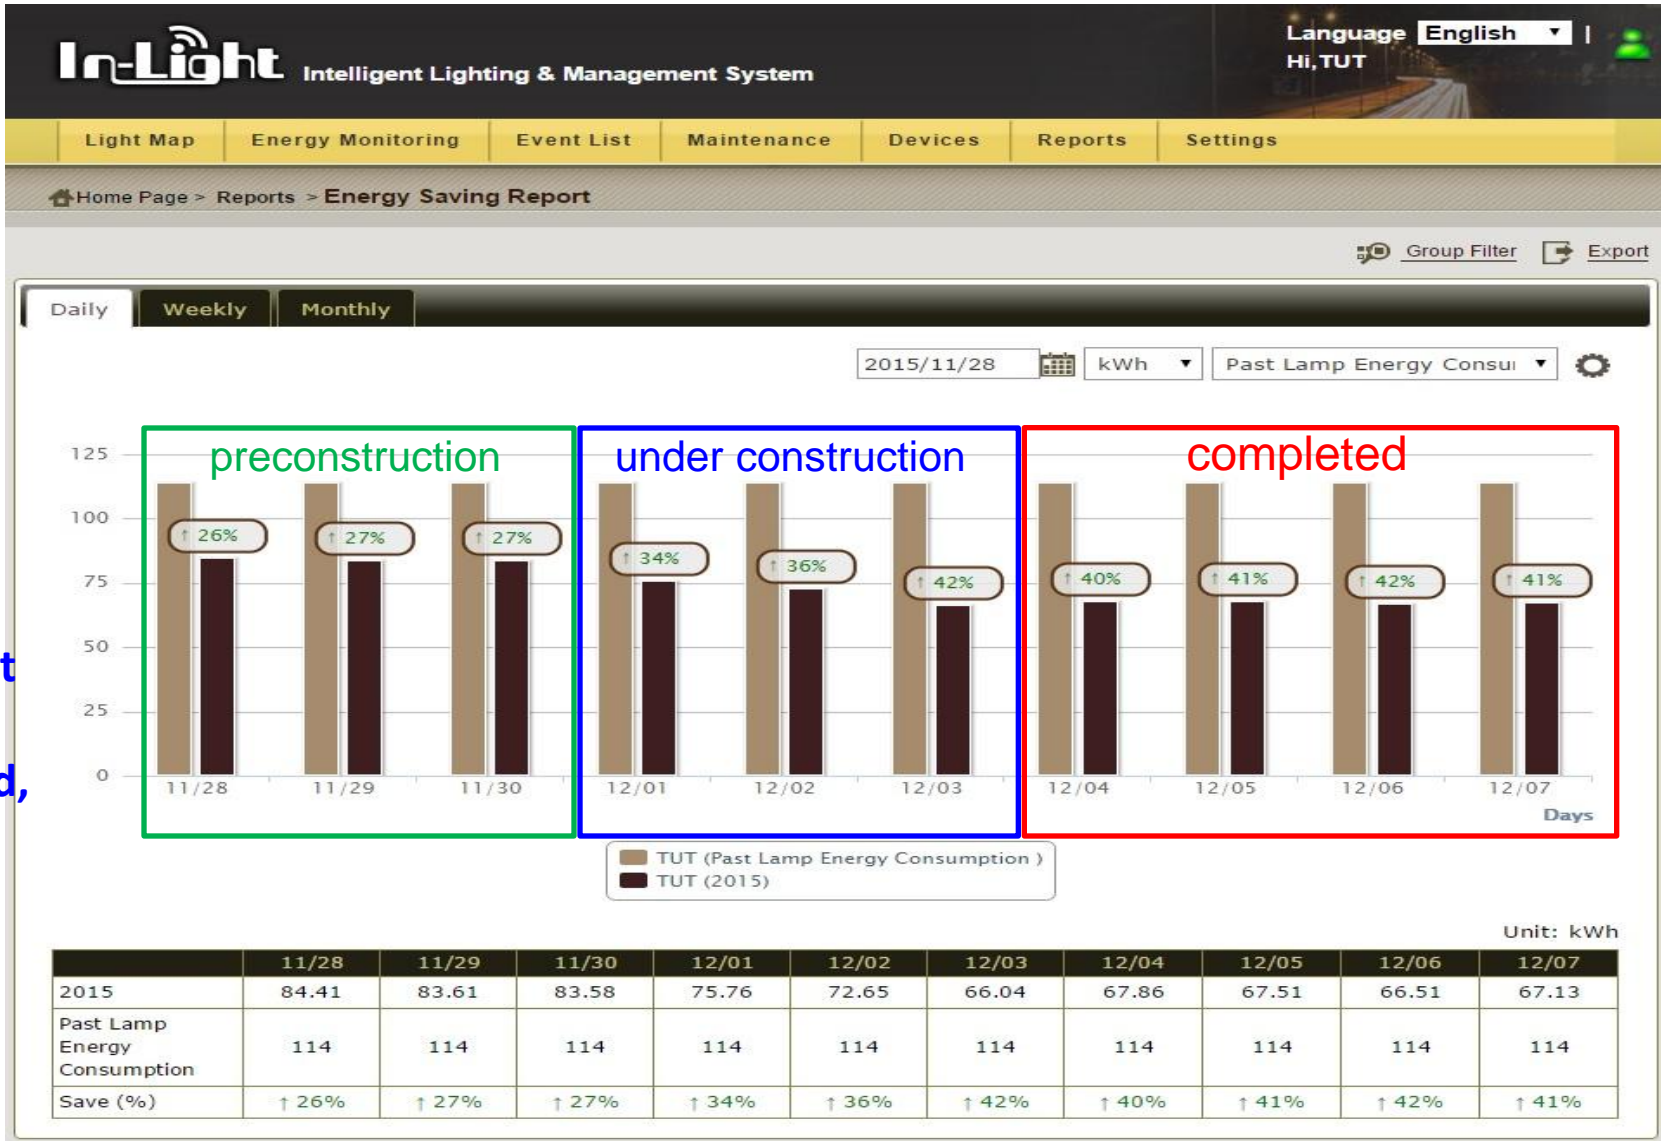 In-Light Intelligent Lighting & Management System
Language English |
Hi,TUT
Light Map Energy Monitoring Event List Maintenance Devices Reports Settings
Home Page > Reports > Energy Saving Report
Group Filter Export
Daily Weekly Monthly
2015/11/28 kWh Past Lamp Energy Consu
preconstruction under construction completed
125
100
75
50
25
0
↑ 26% ↑ 27% ↑ 27% ↑ 34% ↑ 36% ↑ 42% ↑ 40% ↑ 41% ↑ 42% ↑ 41%
t
d,
11/28 11/29 11/30 12/01 12/02 12/03 12/04 12/05 12/06 12/07
Days
TUT (Past Lamp Energy Consumption )
TUT (2015)
Unit: kWh
11/28 11/29 11/30 12/01 12/02 12/03 12/04 12/05 12/06 12/07
2015 84.41 83.61 83.58 75.76 72.65 66.04 67.86 67.51 66.51 67.13
Past Lamp
Energy 114 114 114 114 114 114 114 114 114 114
Consumption
Save (%) ↑ 26% ↑ 27% ↑ 27% ↑ 34% ↑ 36% ↑ 42% ↑ 40% ↑ 41% ↑ 42% ↑ 41%